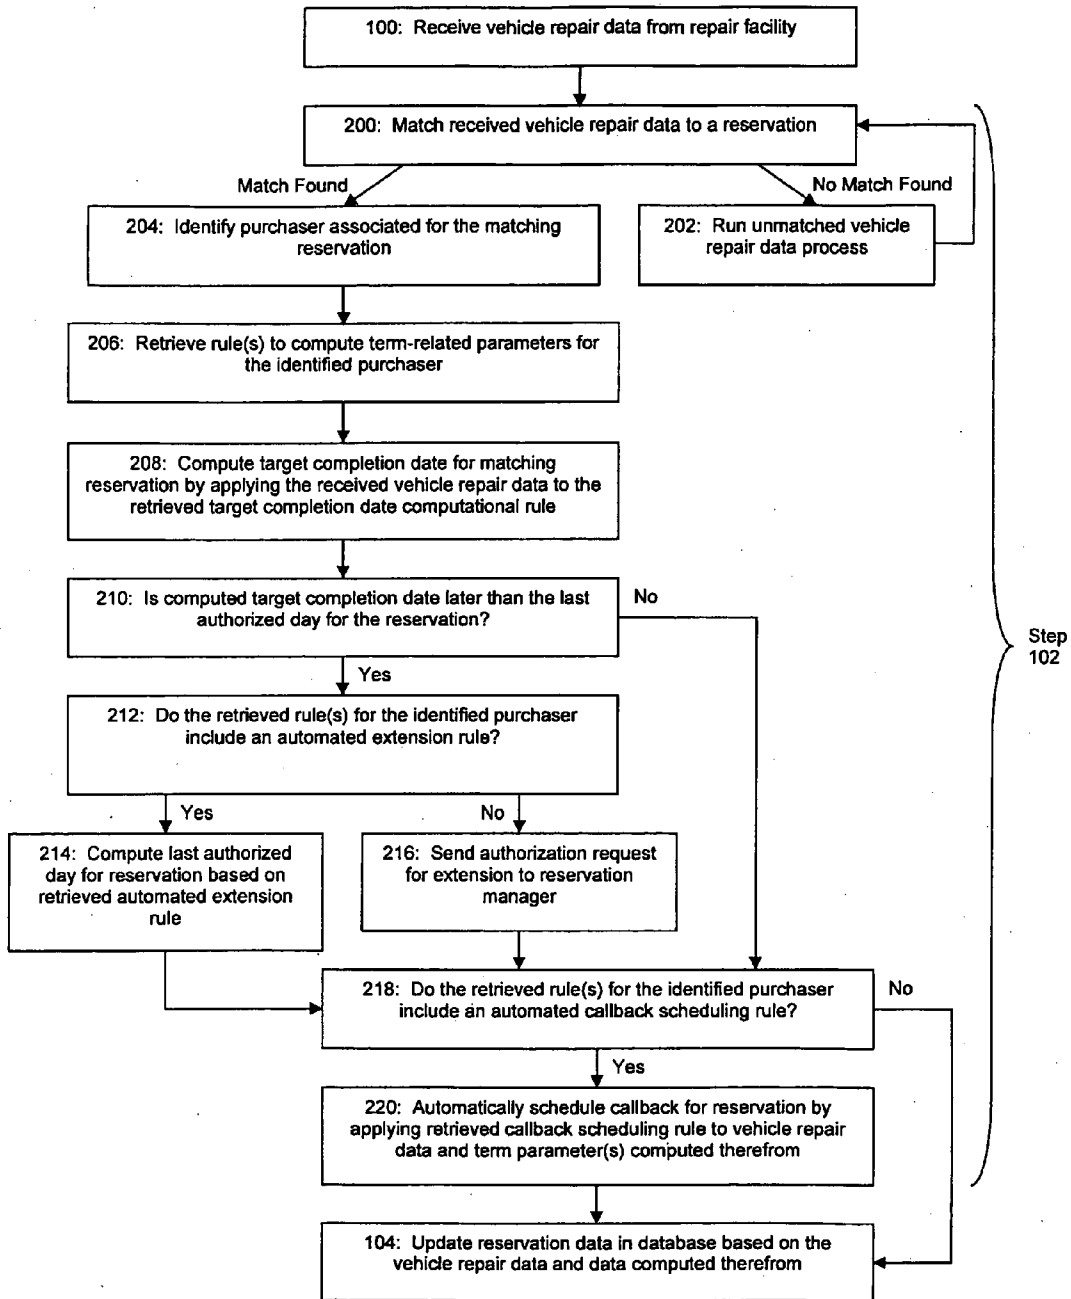 100: Receive vehicle repair data from repair facility
200: Match received vehicle repair data to a reservation
Match Found
No Match Found
204: Identify purchaser associated for the matching
reservation
202: Run unmatched vehicle
repair data process
206: Retrieve rule(s) to compute term-related parameters for
the identified purchaser
208: Compute target completion date for matching
reservation by applying the received vehicle repair data to the
retrieved target completion date computational rule
210: Is computed target completion date later than the last
authorized day for the reservation?
No
Yes
Step
102
212: Do the retrieved rule(s) for the identified purchaser
include an automated extension rule?
Yes
No
214: Compute last authorized
day for reservation based on
retrieved automated extension
rule
216: Send authorization request
for extension to reservation
manager
218: Do the retrieved rule(s) for the identified purchaser
include an automated callback scheduling rule?
No
Yes
220: Automatically schedule callback for reservation by
applying retrieved callback scheduling rule to vehicle repair
data and term parameter(s) computed therefrom
104: Update reservation data in database based on the
vehicle repair data and data computed therefrom